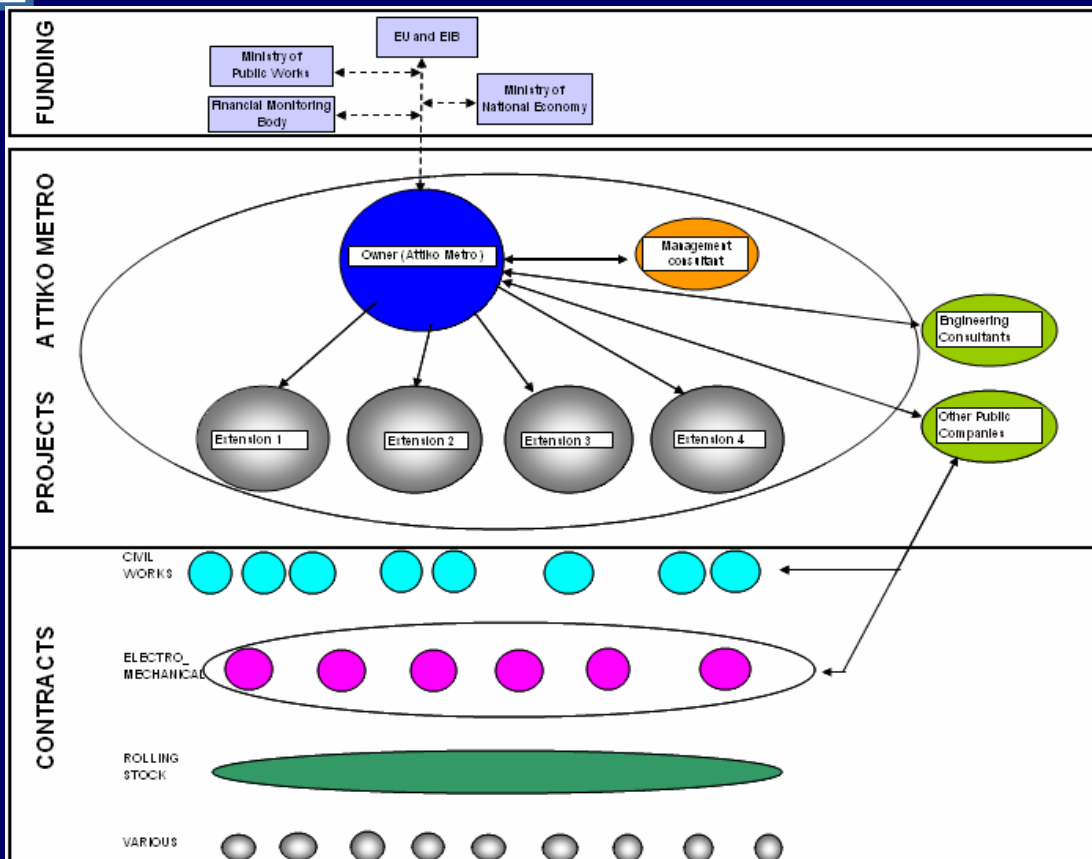 FUNDING
EU and EIB
Ministry of
Public Works
Financial Monitoring
Body
Ministry of
National Economy
ATTIKO METRO
Owner (Attiko Metro)
Management
consultant
Engineering
Consultants
PROJECTS
Extension 1
Extension 2
Extension 3
Extension 4
Other Public
Companies
CONTRACTS
CIVIL
WORKS
ELECTRO_
MECHANICAL
ROLLING
STOCK
VARIOUS